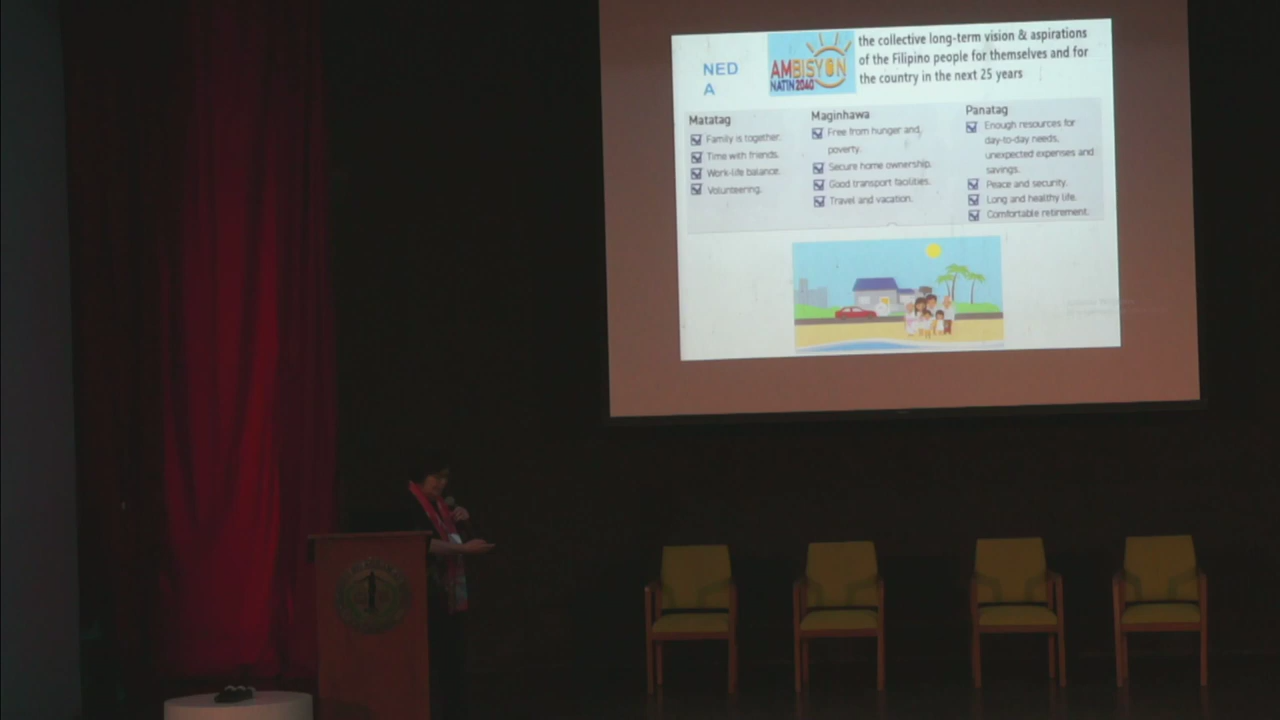 NED
A
AMBISYON
NATIN 2040
the collective long-term vision & aspirations
of the Filipino people for themselves and for
the country in the next 25 years
Matatag
Family is together.
Time with friends.
Work-life balance.
Volunteering.
Maginhawa
Free from hunger and
poverty.
Secure home ownership.
Good transport facilities.
Travel and vacation.
Panatag
Enough resources for
day-to-day needs,
unexpected expenses and
savings.
Peace and security.
Long and healthy life.
Comfortable retirement.